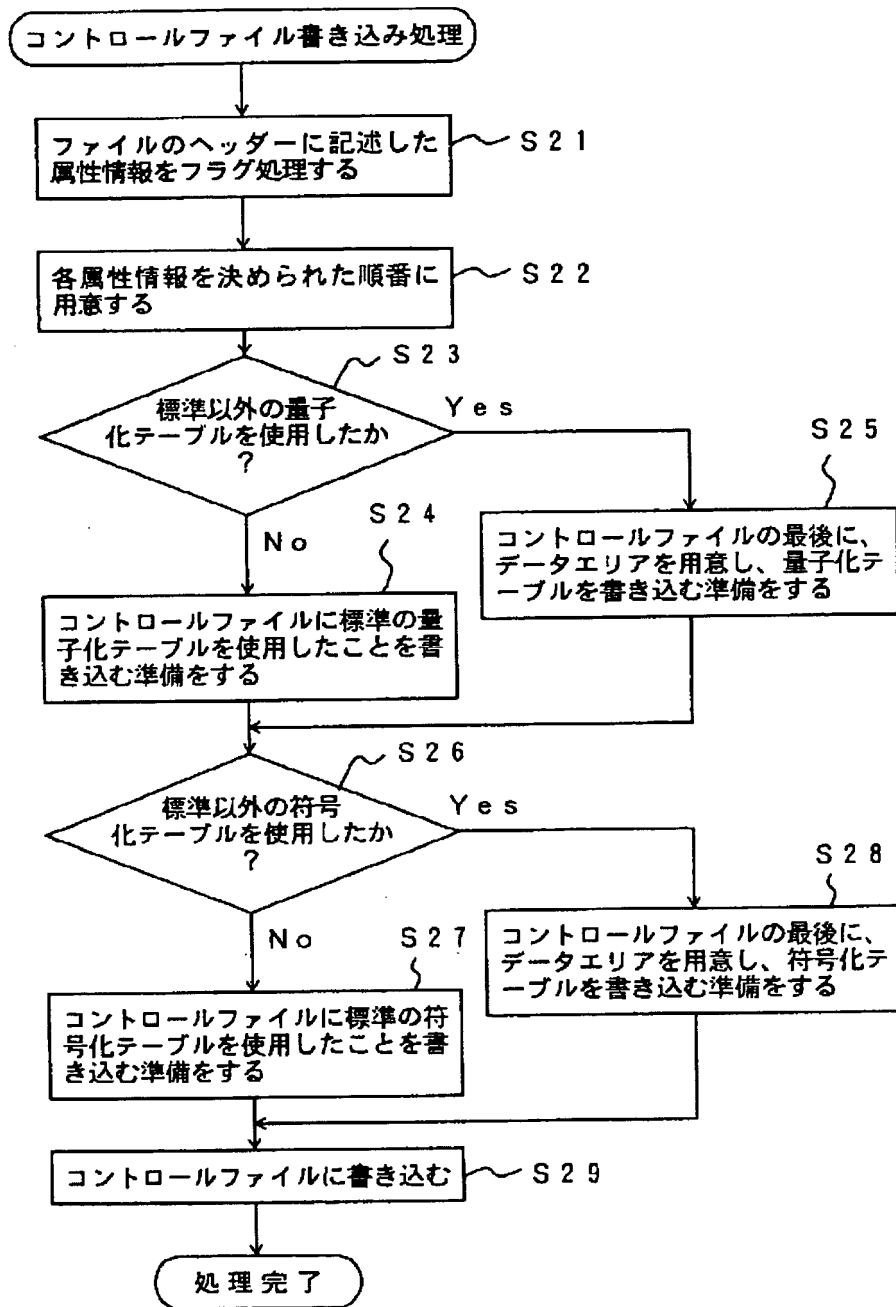 コントロールファイル書き込み処理
ファイルのヘッダーに記述した
属性情報をフラグ処理する
S21
各属性情報を決められた順番に
用意する
S22
S23
標準以外の量子
化テーブルを使用したか
?
Yes
No
S24
S25
コントロールファイルの最後に、
データエリアを用意し、量子化テ
ーブルを書き込む準備をする
コントロールファイルに標準の量
子化テーブルを使用したことを書
き込む準備をする
S26
標準以外の符号
化テーブルを使用したか
?
Yes
No
S27
S28
コントロールファイルの最後に、
データエリアを用意し、符号化テ
ーブルを書き込む準備をする
コントロールファイルに標準の符
号化テーブルを使用したことを書
き込む準備をする
コントロールファイルに書き込む
S29
処理完了